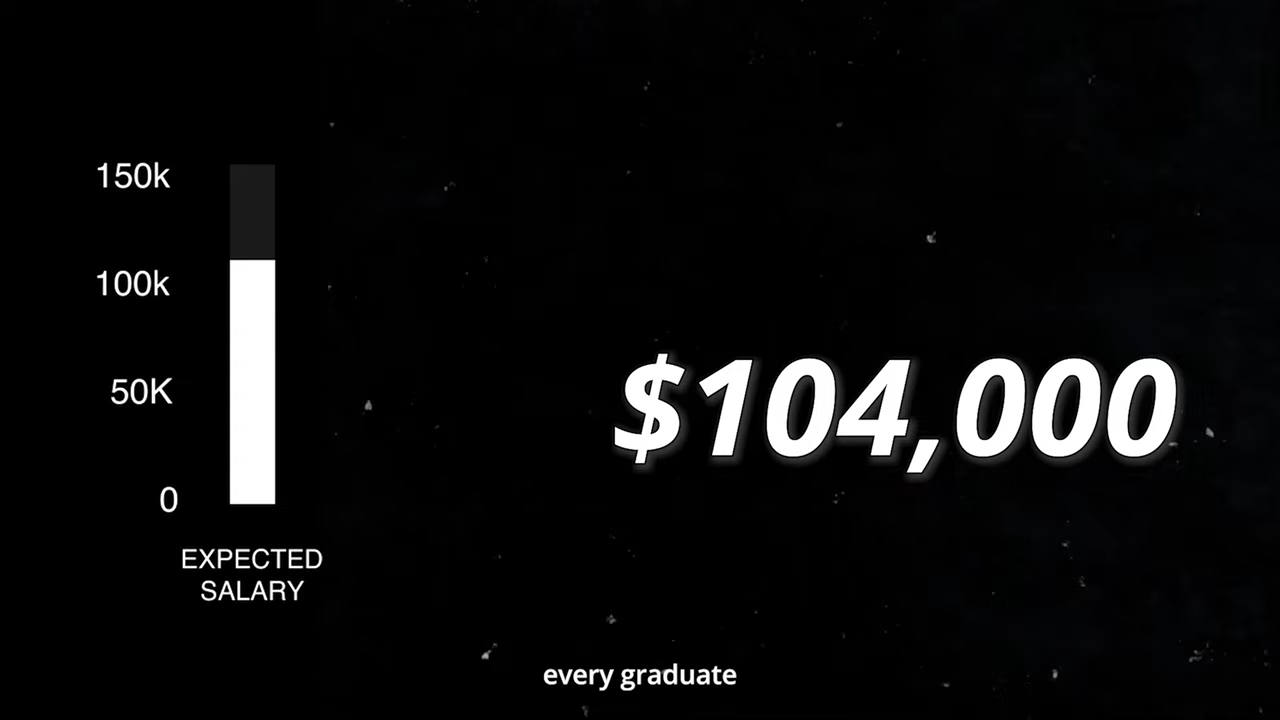 150k
100k
50K
0
EXPECTED
SALARY
$104,000
every graduate